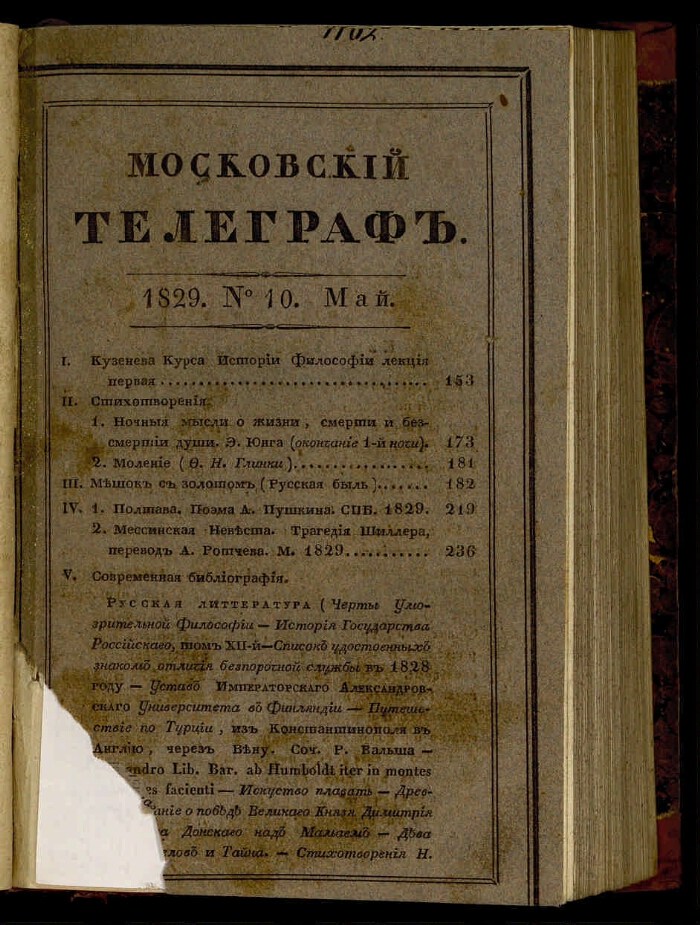 МОСКОВСКІЙ
ТЕЛЕГРАФЪ.
1829. № 10. Май.
I. Кузенева Курса Исторіи Философіи лекція
первая .................................. 153
II. Стихотворенія:
1. Ночныя мысли о жизни, смерти и без-
смертіи души. Э. Юнга (окончаніе 1-й ночи). 173
2. Моленіе (Ѳ. Н. Глинки)................. 181
III. Мѣшокъ съ золотомъ (Русская быль)....... 182
IV. 1. Полтава. Поэма А. Пушкина. СПБ. 1829. 219
2. Мессинская Невѣста. Трагедія Шиллера,
переводъ А. Ротчева. М. 1829........... 236
V. Современная библіографія.
Русская литтература (Черты Умо-
зрительной Философіи — Исторія Государства
Россійскаго, томъ XII-й—Списокъ удостоенныхъ
знакомъ отличія безпорочной службы въ 1828
году — Уставъ Императорскаго Александров-
скаго Университета въ Финляндіи — Путеше-
ствіе по Турціи, изъ Константинополя въ
Англію, черезъ Вѣну. Соч. Р. Вальша —
andro Lib. Bar. ab Humboldt iter in montes
es facienti — Искуство плавать — Древ-
аніе о побѣдѣ Великаго Князя Димитрія
а Донскаго надъ Мамаемъ — Два
словъ и Тайна. — Стихотворенія Н.